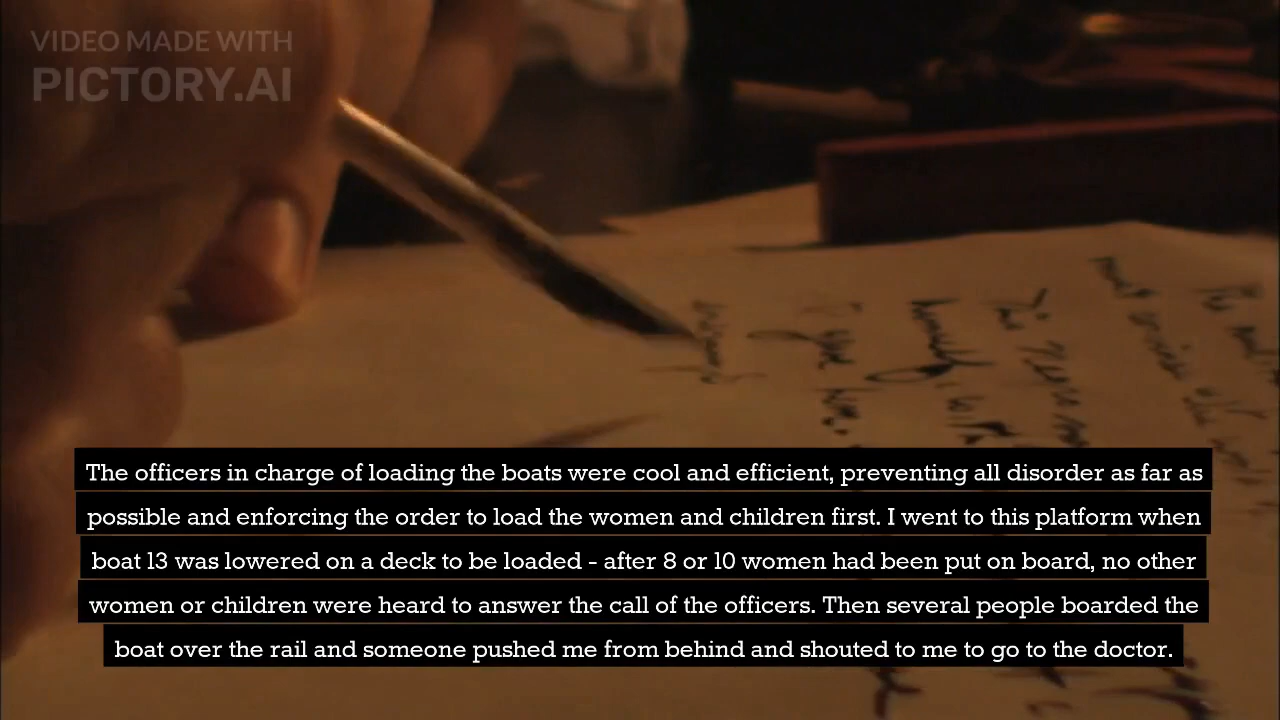 VIDEO MADE WITH
PICTORY.AI
The officers in charge of loading the boats were cool and efficient, preventing all disorder as far as
possible and enforcing the order to load the women and children first. I went to this platform when
boat 13 was lowered on a deck to be loaded - after 8 or 10 women had been put on board, no other
women or children were heard to answer the call of the officers. Then several people boarded the
boat over the rail and someone pushed me from behind and shouted to me to go to the doctor.